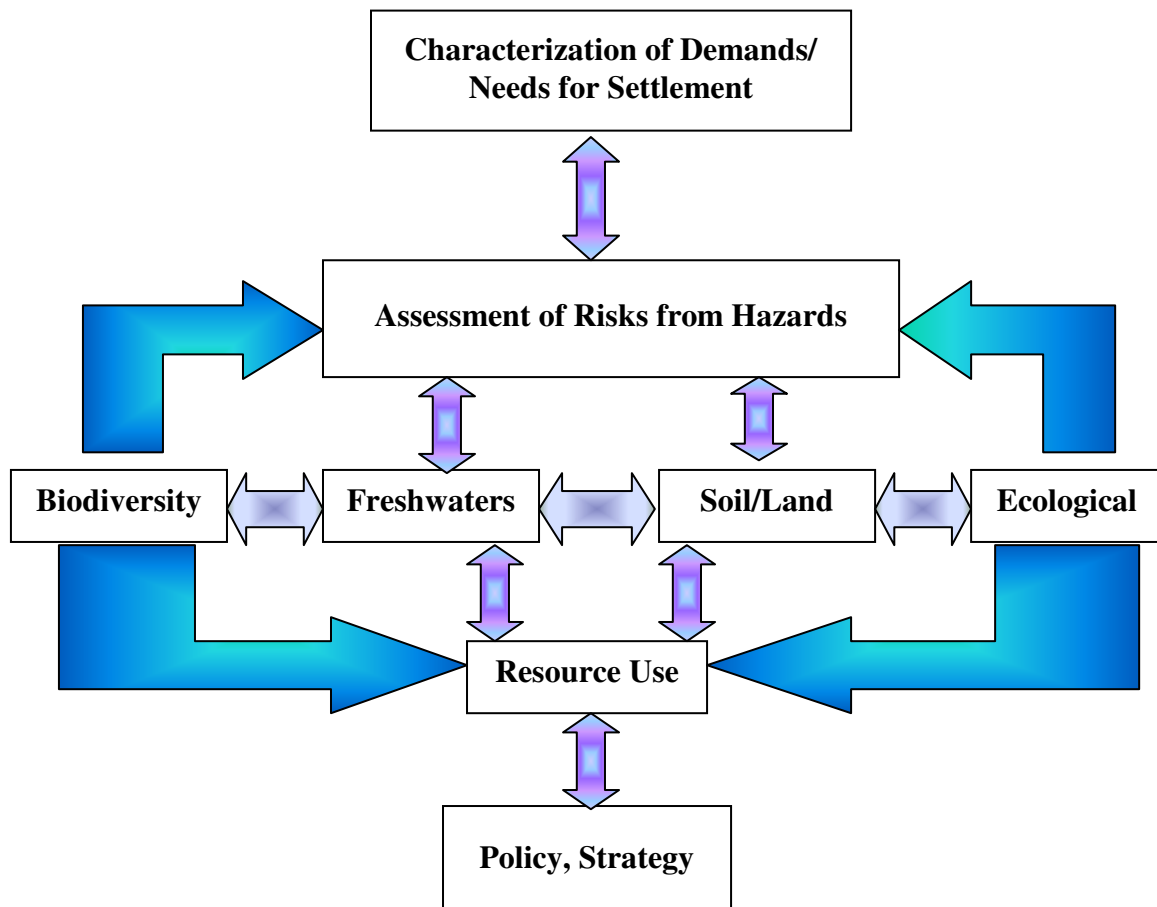 Characterization of Demands/
Needs for Settlement
Assessment of Risks from Hazards
Biodiversity
Freshwaters
Soil/Land
Ecological
Resource Use
Policy, Strategy